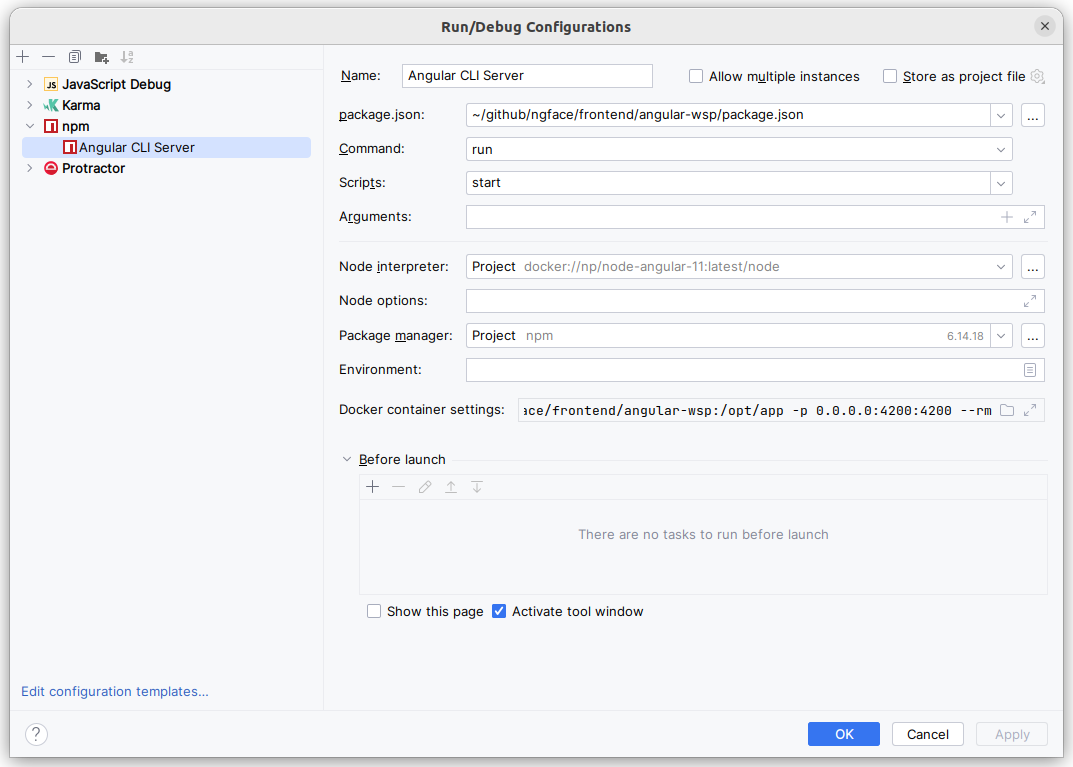 Run/Debug Configurations
JavaScript Debug
Karma
npm
Angular CLI Server
Protractor
Edit configuration templates...
Name: Angular CLI Server Allow multiple instances Store as project file
package.json: ~/github/ngface/frontend/angular-wsp/package.json ...
Command: run
Scripts: start
Arguments:
Node interpreter: Project docker://np/node-angular-11:latest/node ...
Node options:
Package manager: Project npm 6.14.18 ...
Environment:
Docker container settings: ace/frontend/angular-wsp:/opt/app -p 0.0.0.0:4200:4200 --rm
Before launch
There are no tasks to run before launch
Show this page Activate tool window
? OK Cancel Apply